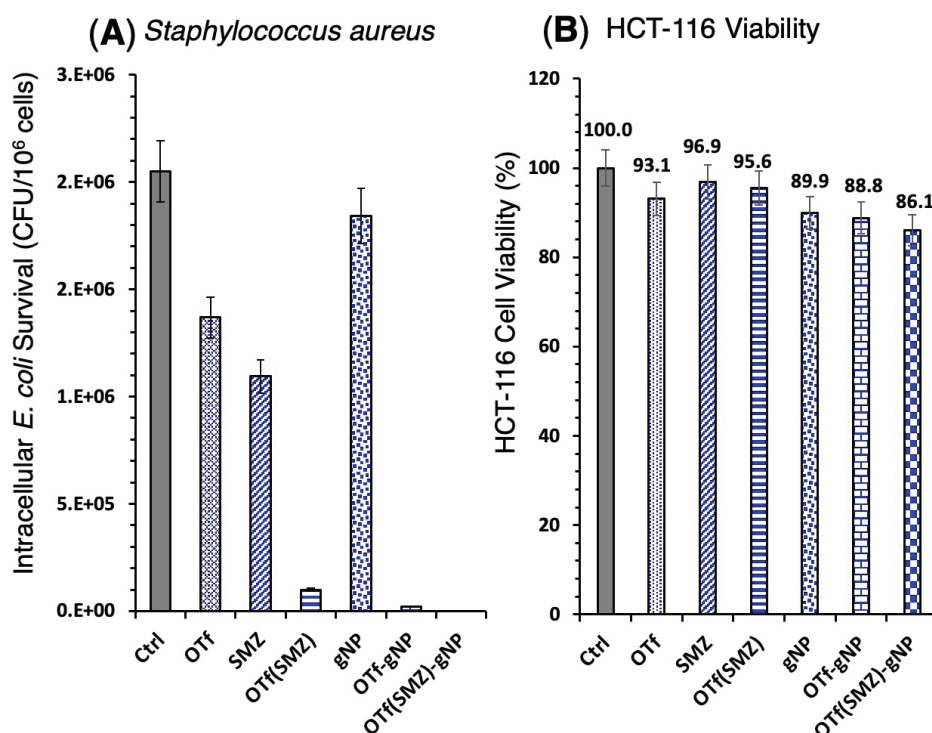 (A) Staphylococcus aureus
Intracellular E. coli Survival (CFU/10⁶ cells)
3.E+06
2.E+06
2.E+06
1.E+06
5.E+05
0.E+00
Ctrl
OTf
SMZ
OTf(SMZ)
gNP
OTf-gNP
OTf(SMZ)-gNP
(B) HCT-116 Viability
HCT-116 Cell Viability (%)
120
100
80
60
40
20
0
100.0
93.1
96.9
95.6
89.9
88.8
86.1
Ctrl
OTf
SMZ
OTf(SMZ)
gNP
OTf-gNP
OTf(SMZ)-gNP